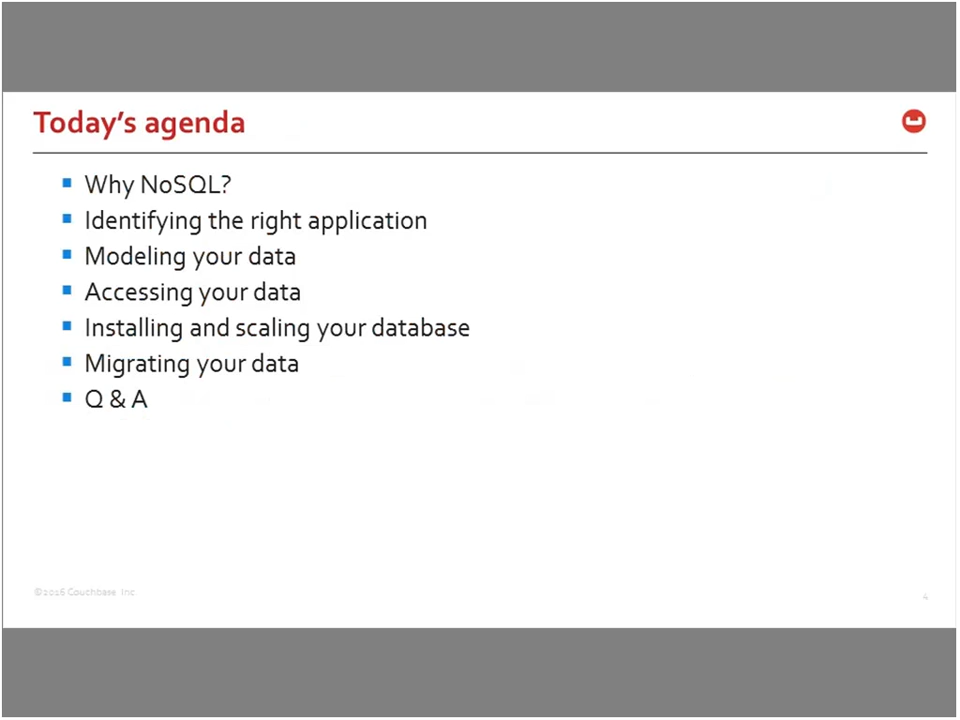 Today's agenda
Why NoSQL?
Identifying the right application
Modeling your data
Accessing your data
Installing and scaling your database
Migrating your data
Q & A
©2016 Couchbase Inc
4